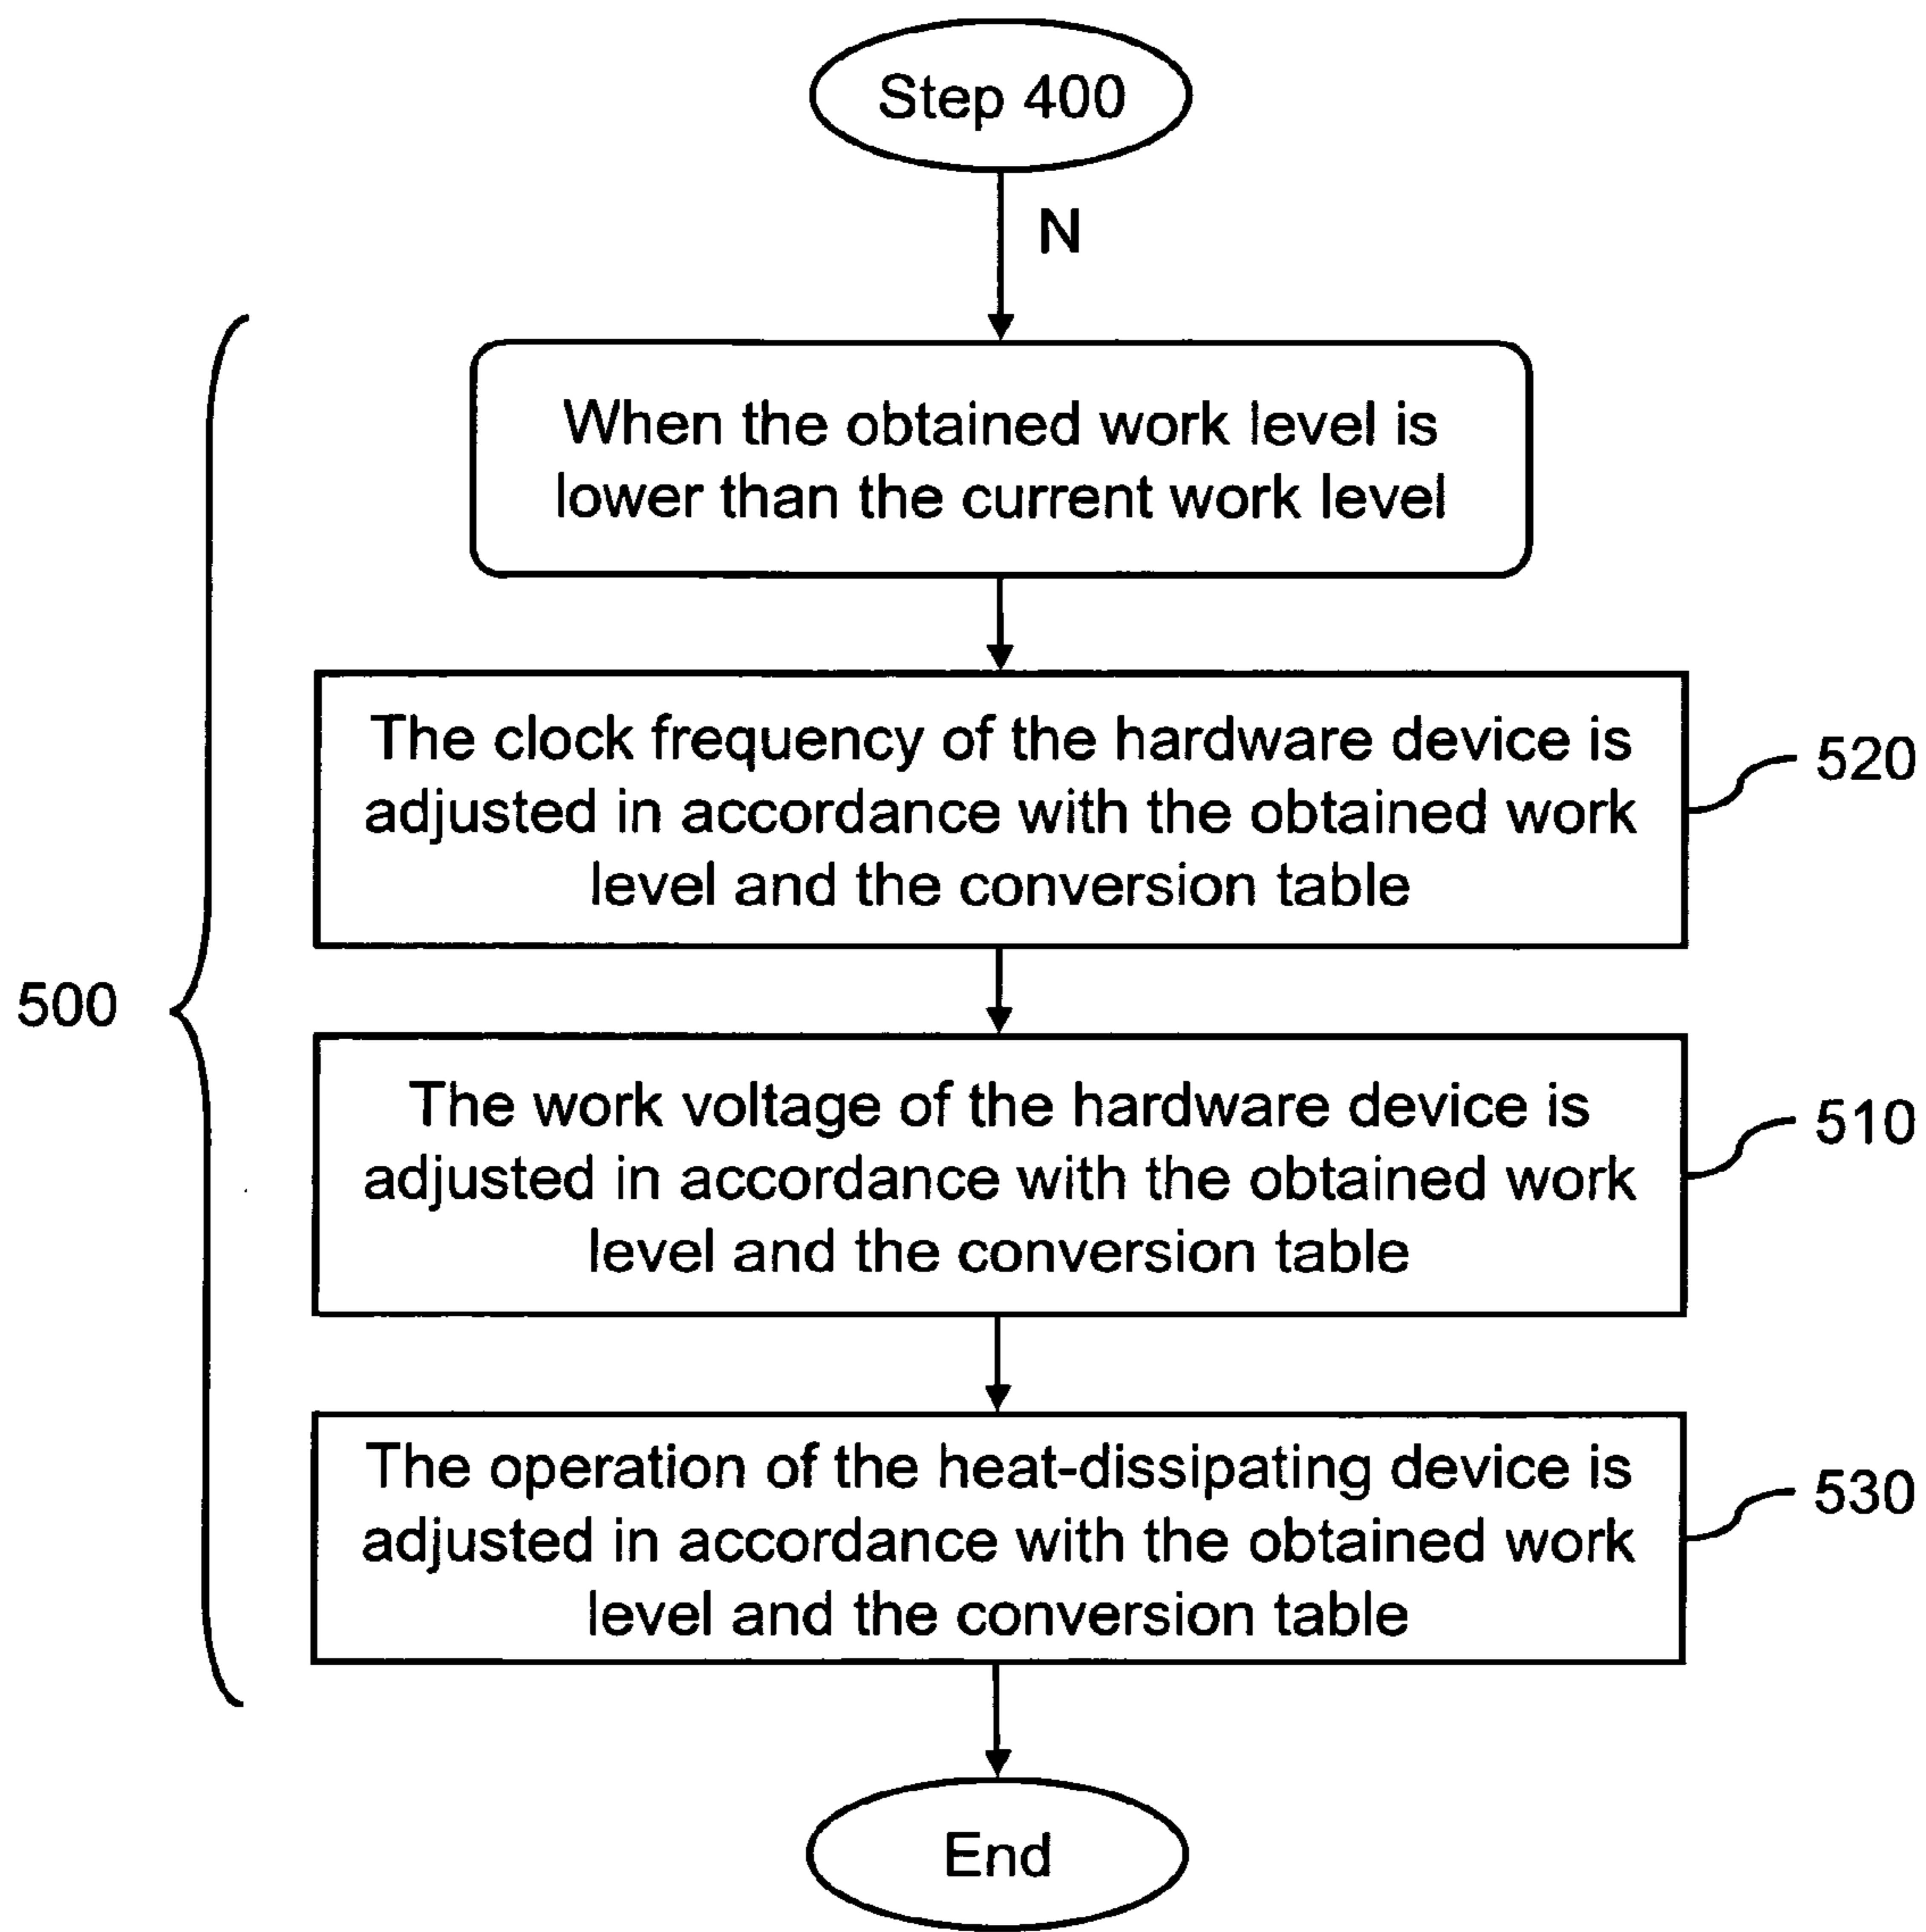 Step 400
N
When the obtained work level is
lower than the current work level
The clock frequency of the hardware device is
adjusted in accordance with the obtained work
level and the conversion table
520
500
The work voltage of the hardware device is
adjusted in accordance with the obtained work
level and the conversion table
510
The operation of the heat-dissipating device is
adjusted in accordance with the obtained work
level and the conversion table
530
End